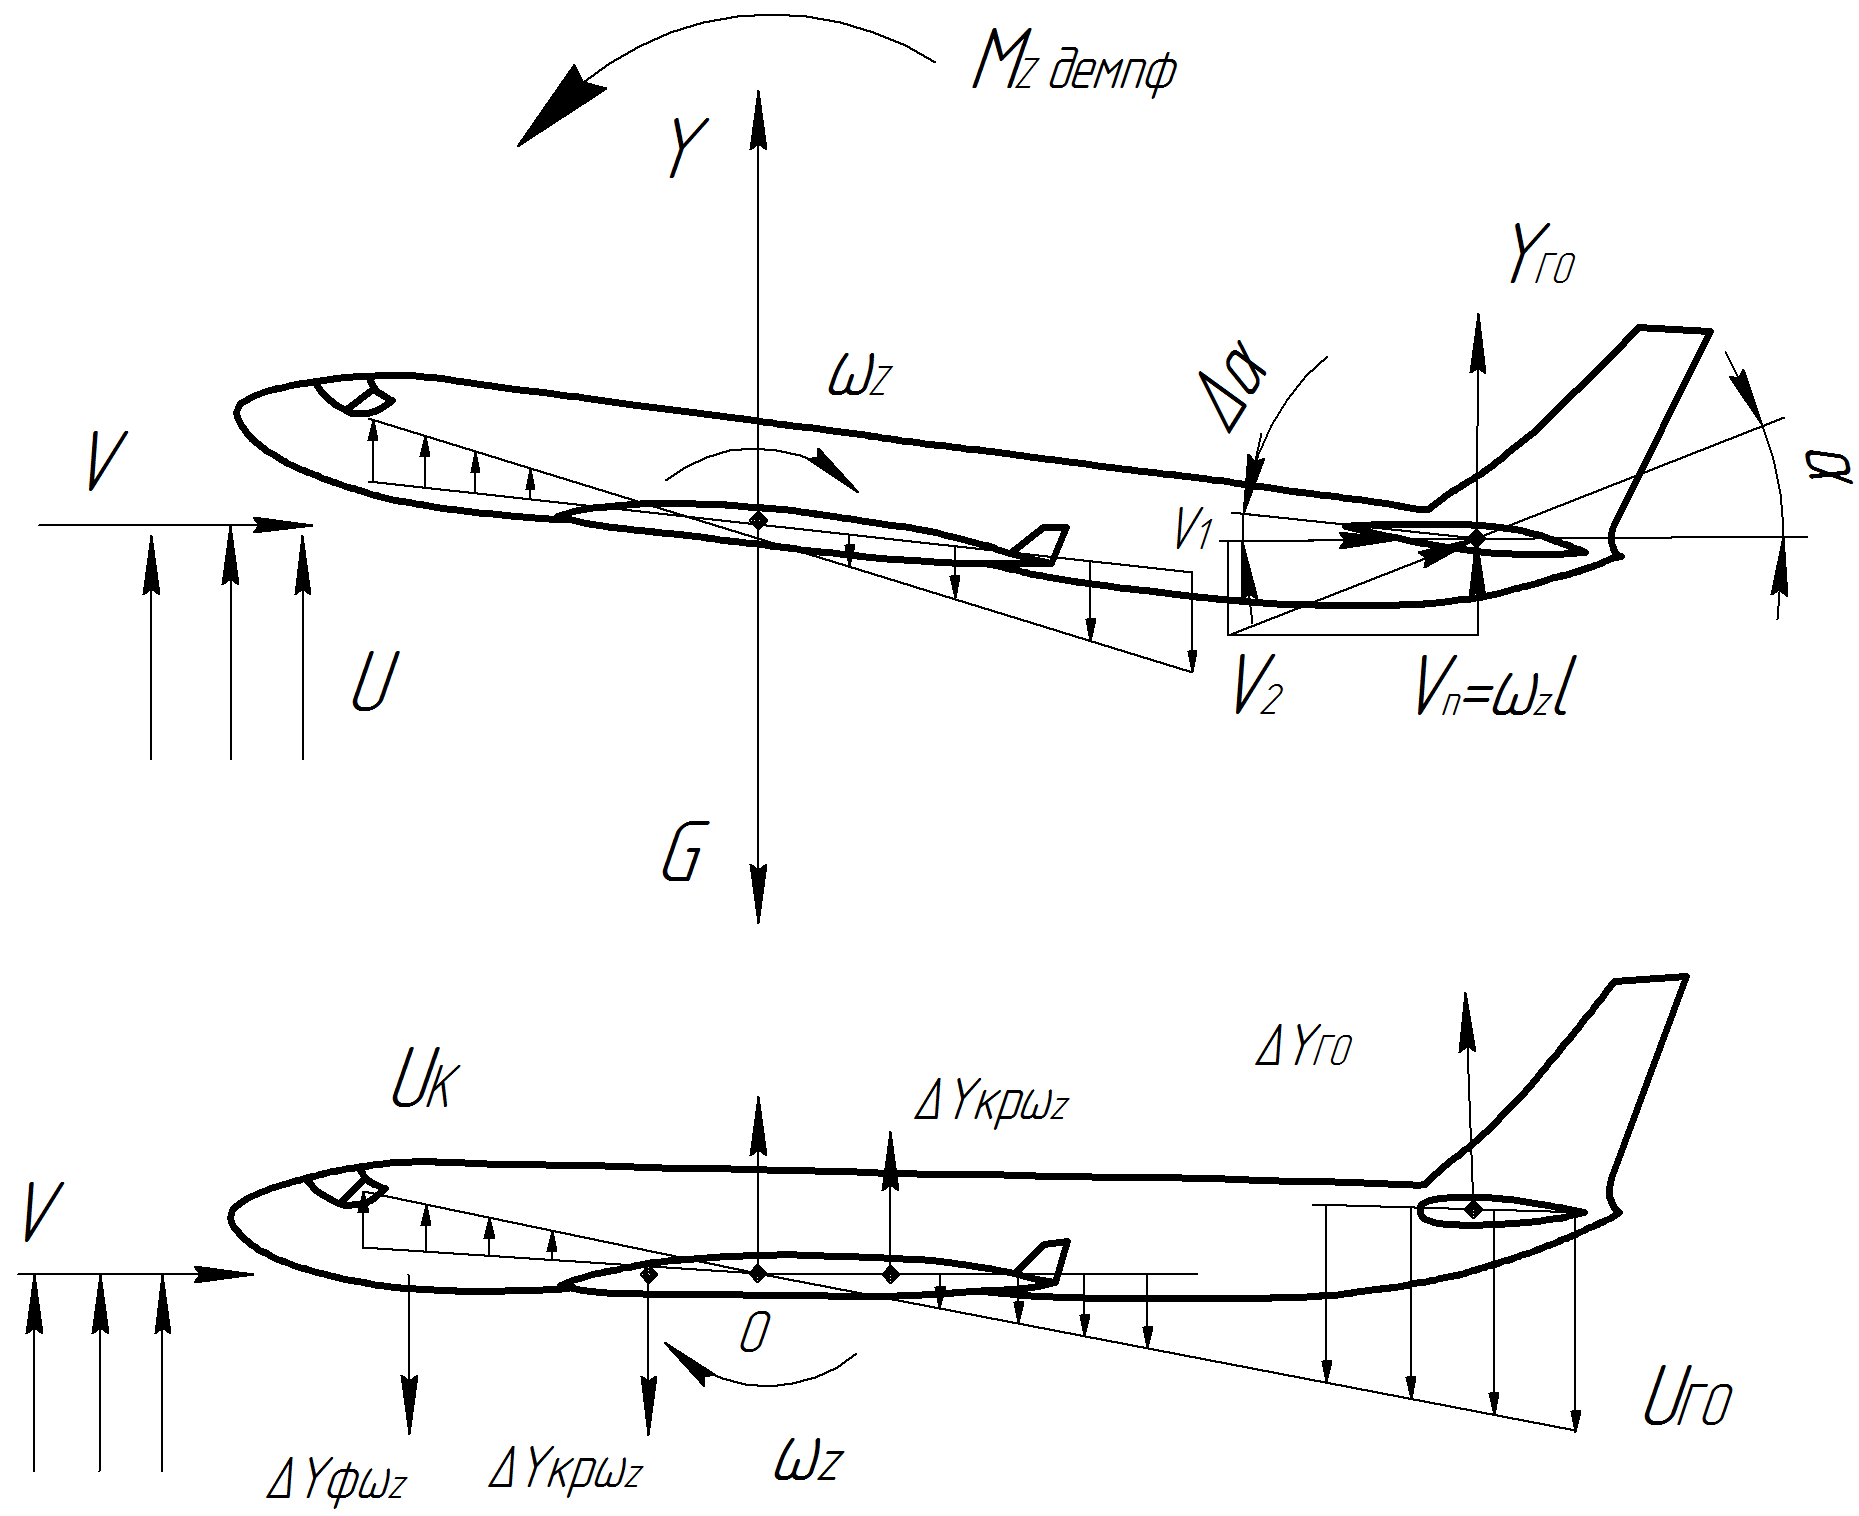 Mz демпф
Y
Yго
ωz
Δα
V
α
V1
U
V2
Vп=ωzl
G
ΔYго
Uк
ΔYкрωz
V
O
Uго
ωz
ΔYфωz
ΔYкрωz